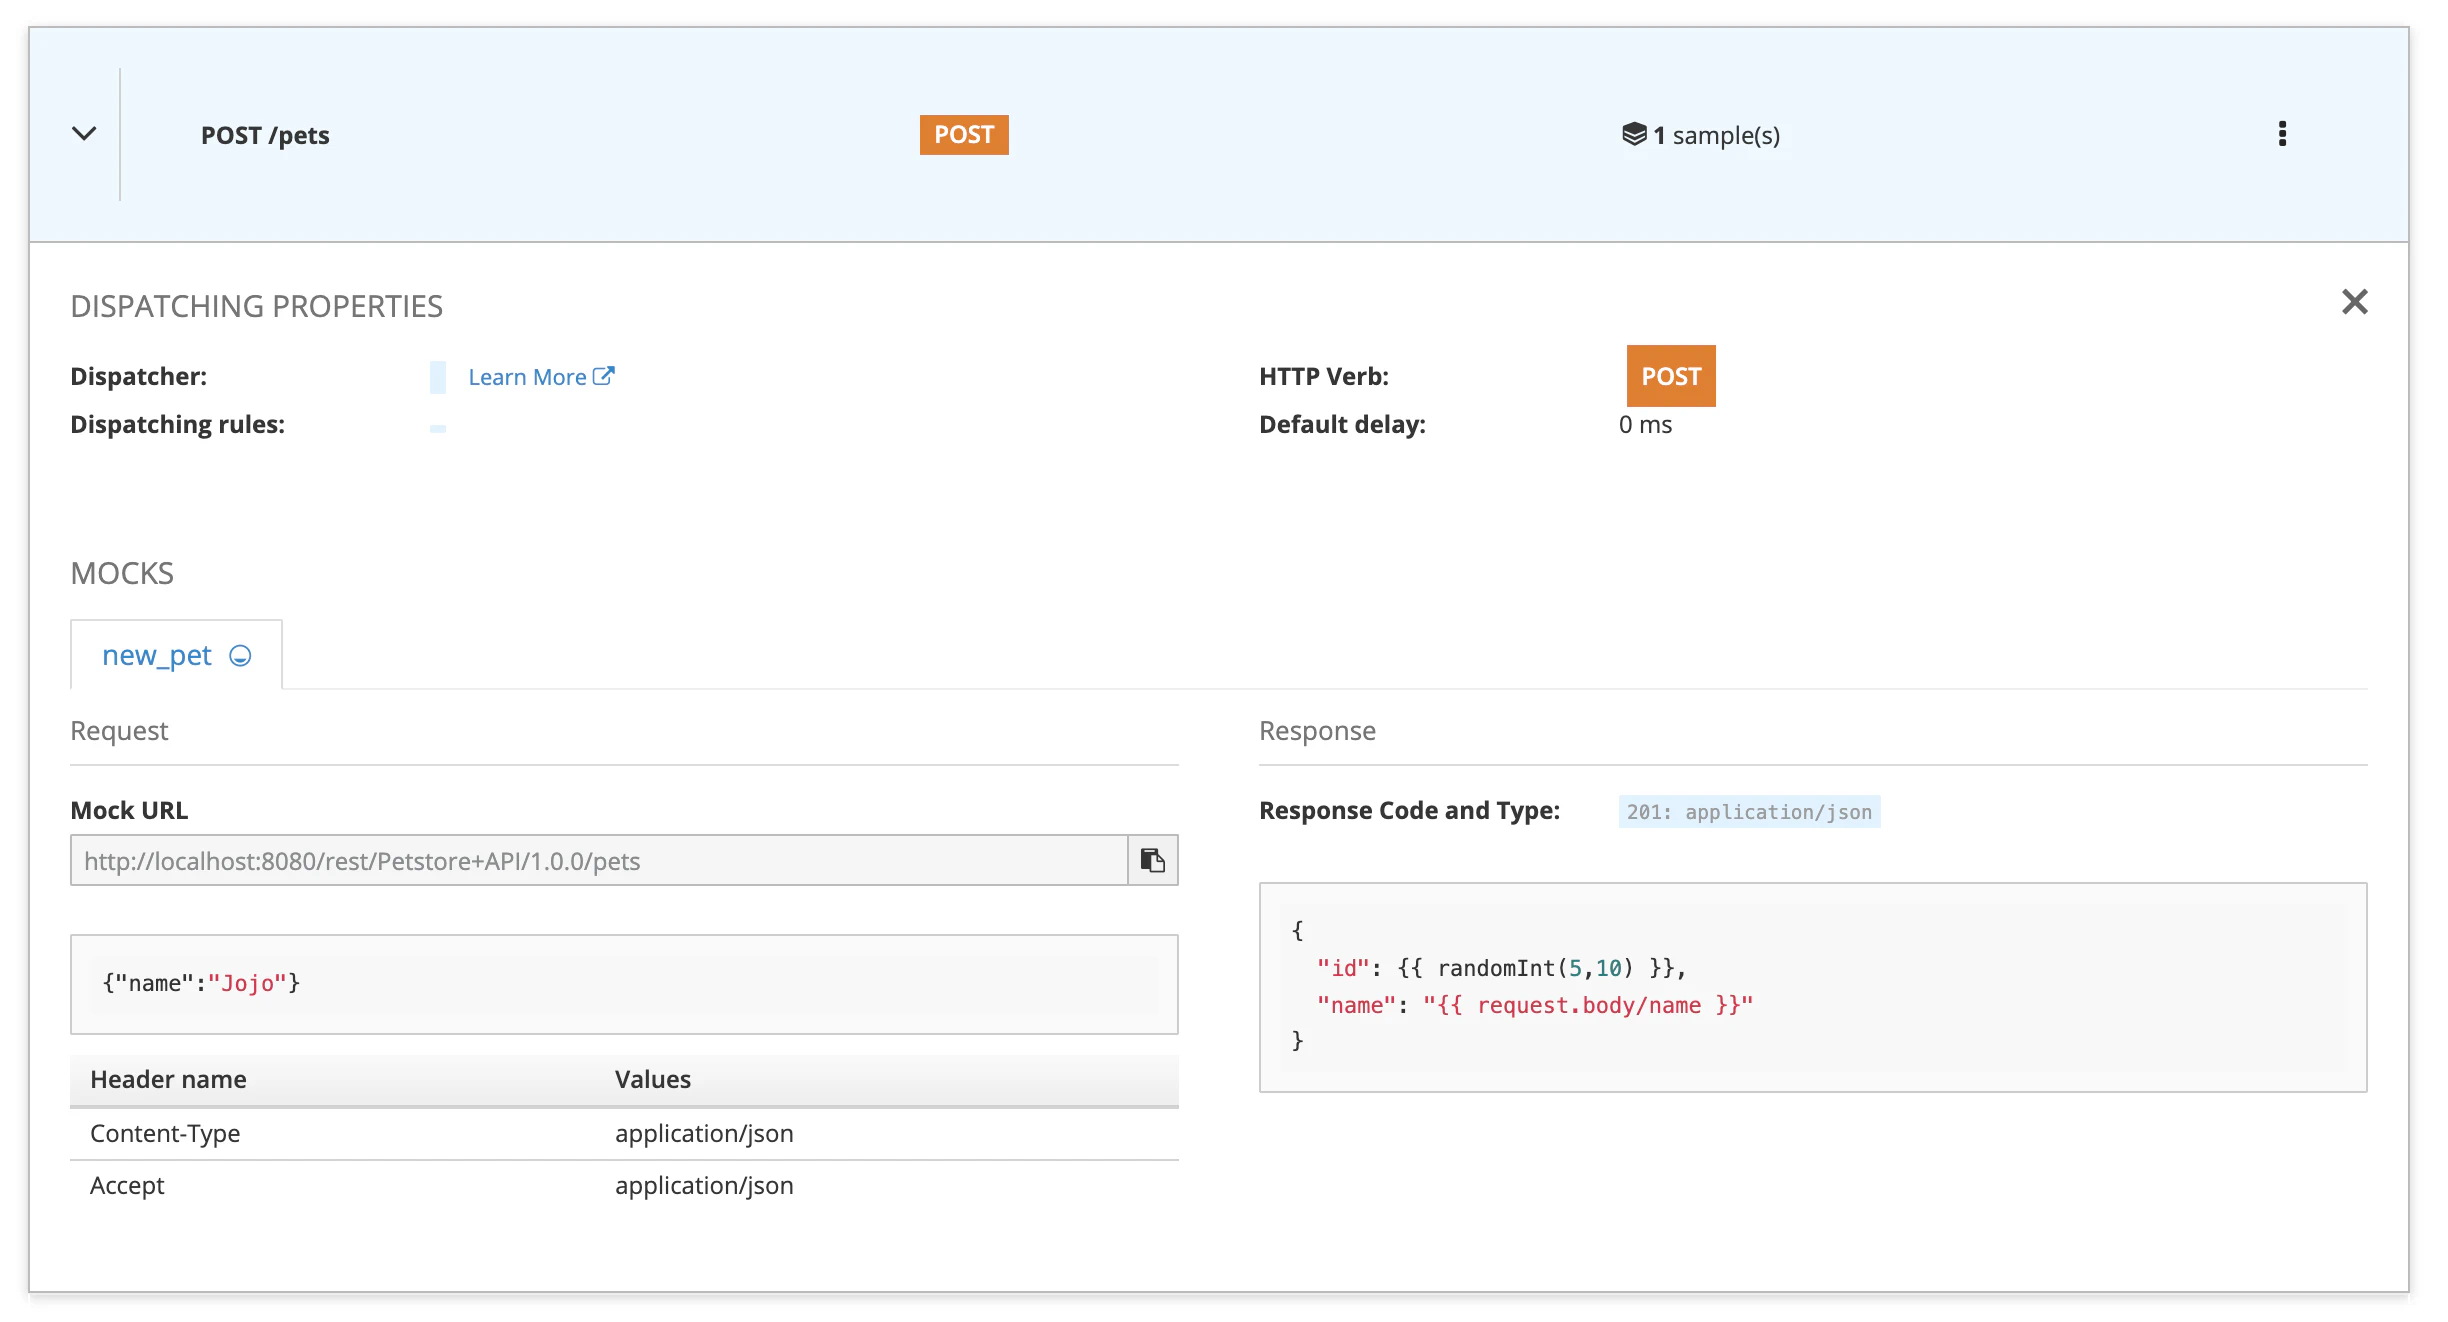 POST /pets
POST
1 sample(s)
DISPATCHING PROPERTIES
Dispatcher:
Learn More
HTTP Verb:
POST
Dispatching rules:
Default delay:
0 ms
MOCKS
new_pet
Request
Mock URL
http://localhost:8080/rest/Petstore+API/1.0.0/pets
{"name":"Jojo"}
Header name Values
Content-Type application/json
Accept application/json
Response
Response Code and Type:
201: application/json
{
  "id": {{ randomInt(5,10) }},
  "name": "{{ request.body/name }}"
}